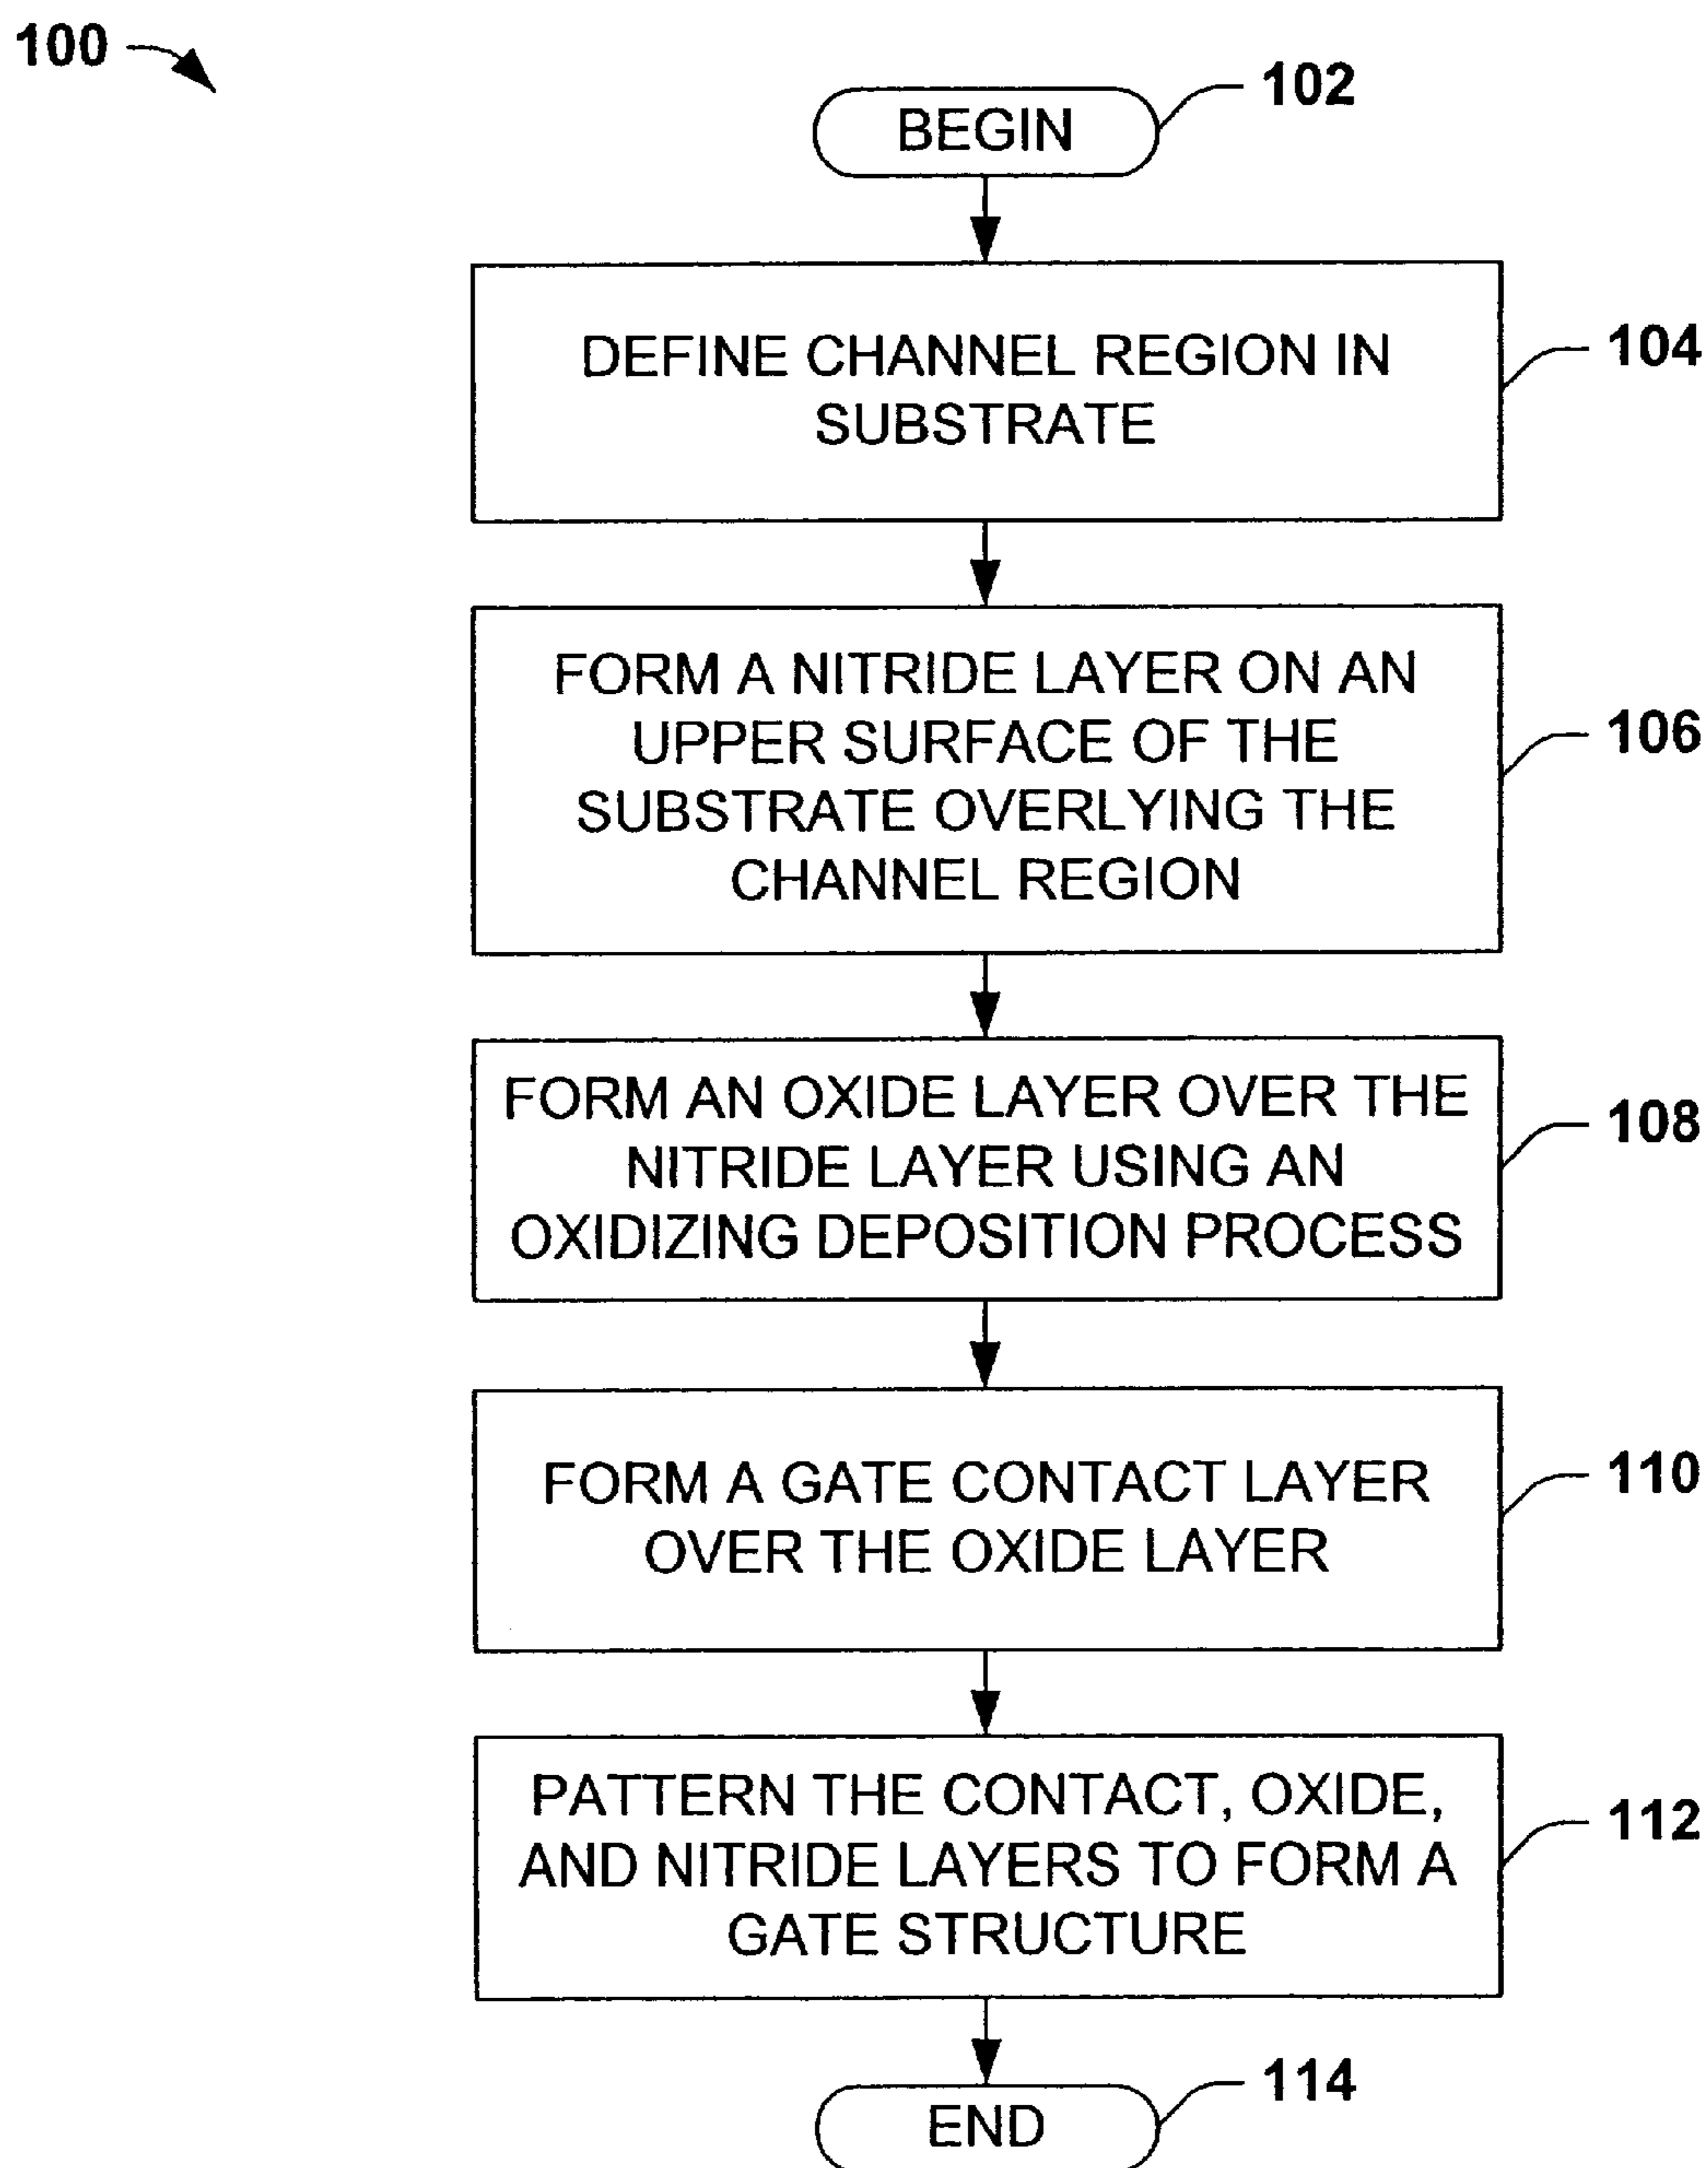 100
102
BEGIN
DEFINE CHANNEL REGION IN
SUBSTRATE
104
FORM A NITRIDE LAYER ON AN
UPPER SURFACE OF THE
SUBSTRATE OVERLYING THE
CHANNEL REGION
106
FORM AN OXIDE LAYER OVER THE
NITRIDE LAYER USING AN
OXIDIZING DEPOSITION PROCESS
108
FORM A GATE CONTACT LAYER
OVER THE OXIDE LAYER
110
PATTERN THE CONTACT, OXIDE,
AND NITRIDE LAYERS TO FORM A
GATE STRUCTURE
112
114
END